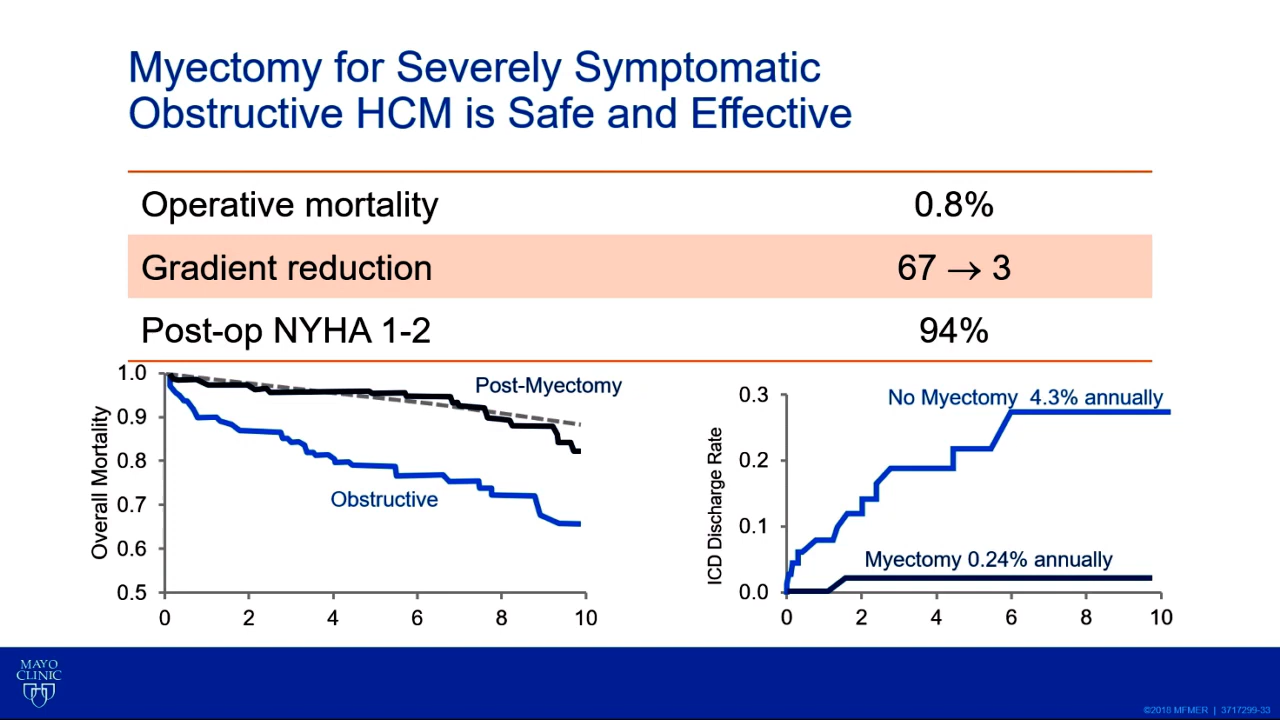 Myectomy for Severely Symptomatic
Obstructive HCM is Safe and Effective
Operative mortality 0.8%
Gradient reduction 67 → 3
Post-op NYHA 1-2 94%
Overall Mortality
1.0
0.9
0.8
0.7
0.6
0.5
0 2 4 6 8 10
Post-Myectomy
Obstructive
ICD Discharge Rate
0.3
0.2
0.1
0.0
0 2 4 6 8 10
No Myectomy 4.3% annually
Myectomy 0.24% annually
MAYO
CLINIC
©2018 MFMER | 3717299-33